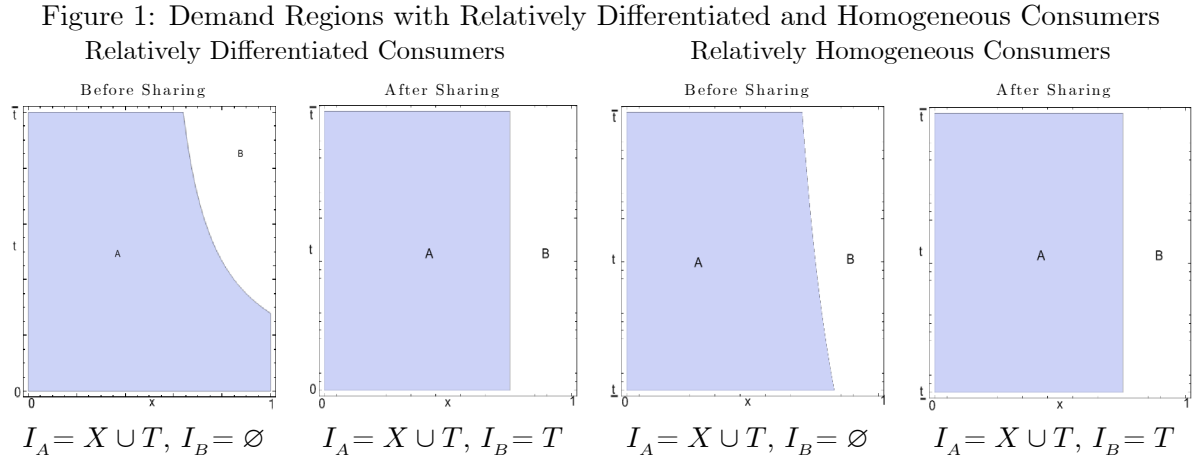 Figure 1: Demand Regions with Relatively Differentiated and Homogeneous Consumers
Relatively Differentiated Consumers
Relatively Homogeneous Consumers
Before Sharing
After Sharing
Before Sharing
After Sharing
t̄
t
0
A
B
0
x
1
t̄
t
0
A
B
0
x
1
t̄
t
t̲
A
B
0
x
1
t̄
t
t̲
A
B
0
x
1
I_A = X ∪ T, I_B = ∅
I_A = X ∪ T, I_B = T
I_A = X ∪ T, I_B = ∅
I_A = X ∪ T, I_B = T